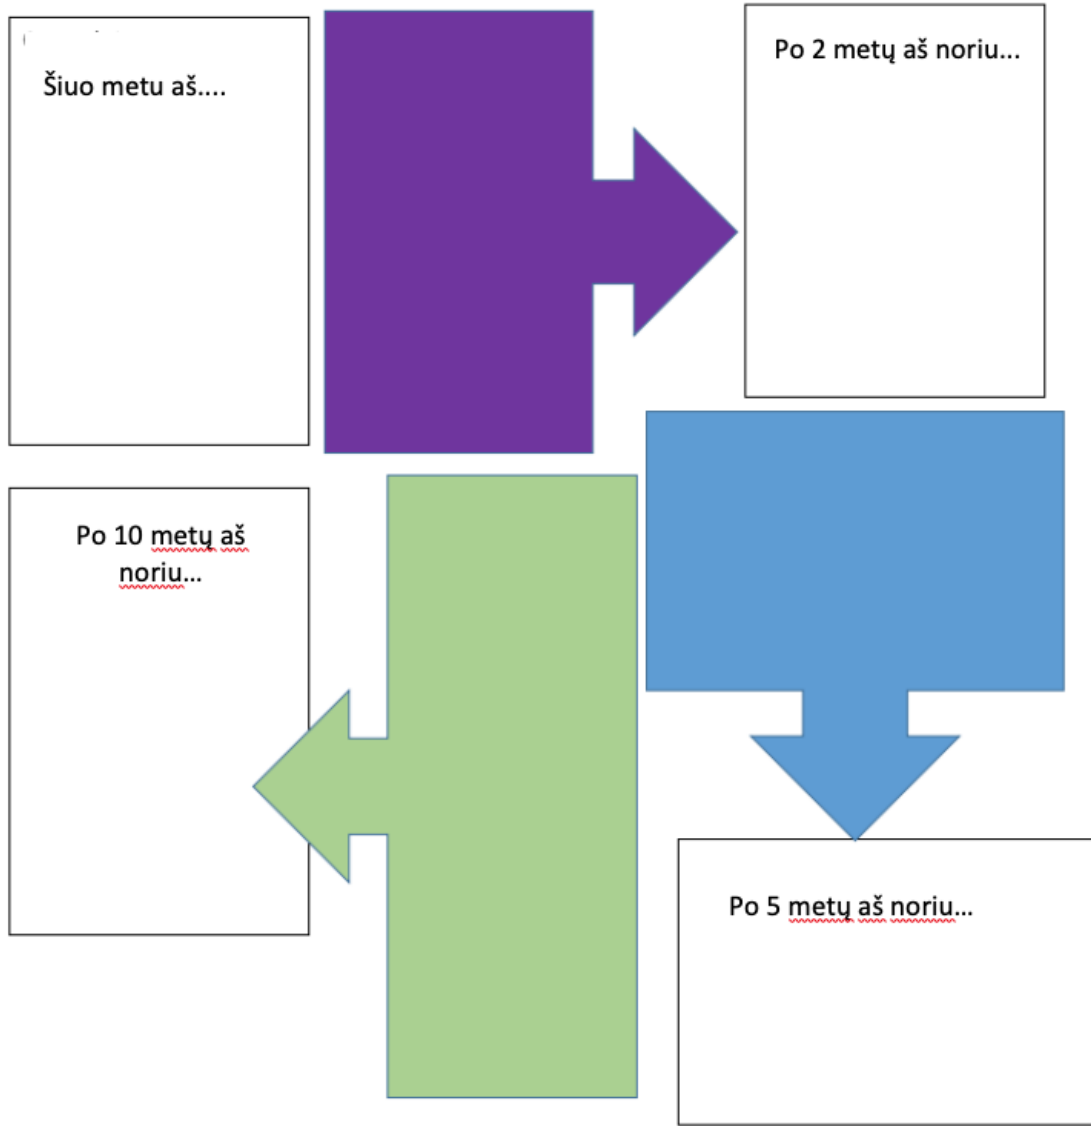 Šiuo metu aš....
Po 2 metų aš noriu...
Po 10 metų aš
noriu...
Po 5 metų aš noriu...